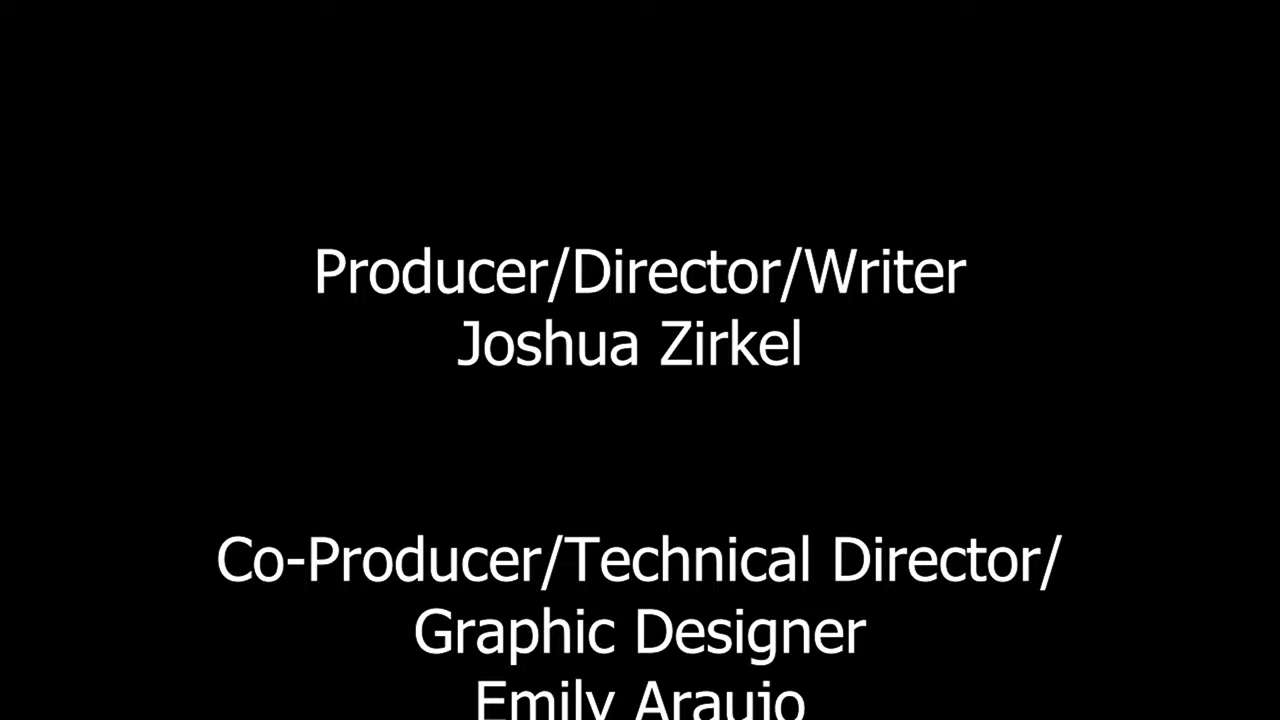 Producer/Director/Writer
Joshua Zirkel
Co-Producer/Technical Director/
Graphic Designer
Emily Araujo